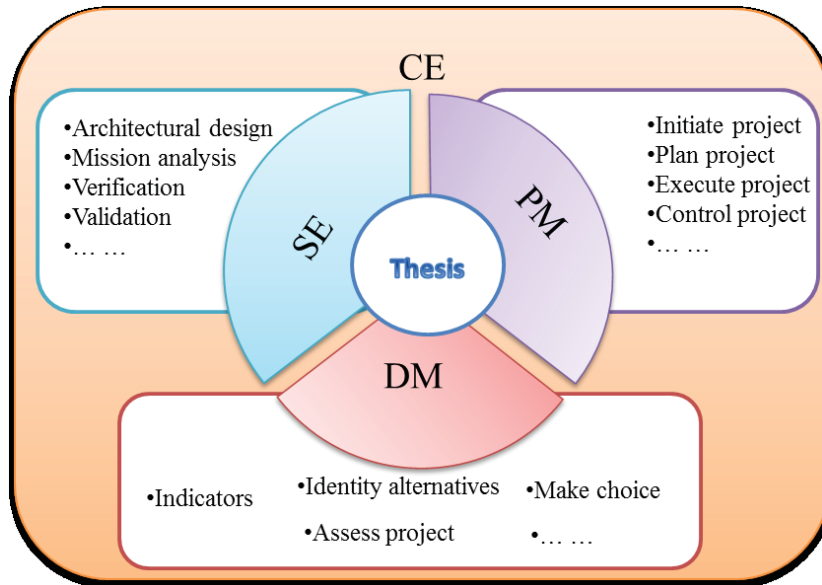 CE
•Architectural design
•Mission analysis
•Verification
•Validation
•… …
SE
•Initiate project
•Plan project
•Execute project
•Control project
•… …
PM
Thesis
DM
•Indicators
•Identity alternatives
•Assess project
•Make choice
•… …